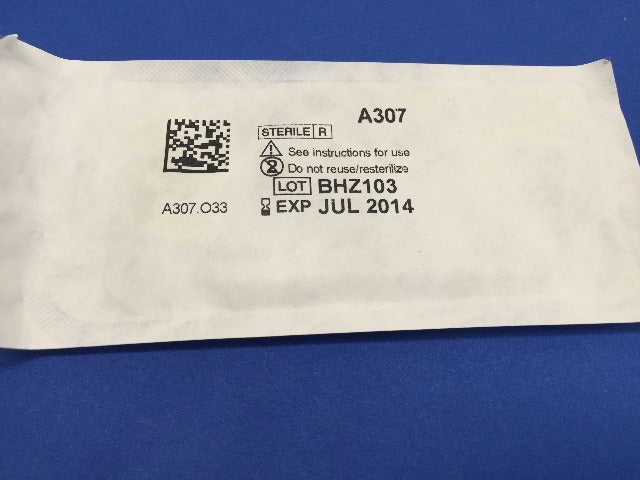 A307
STERILE R
See instructions for use
Do not reuse/resterilize
LOT BHZ103
A307.O33
EXP JUL 2014